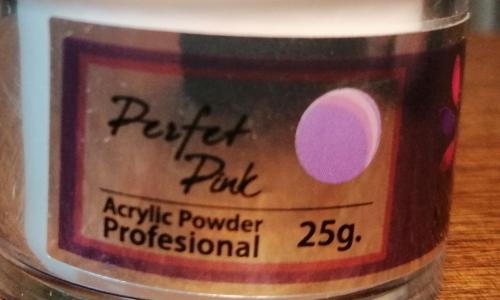 Perfet
Pink
Acrylic Powder
Profesional
25g.